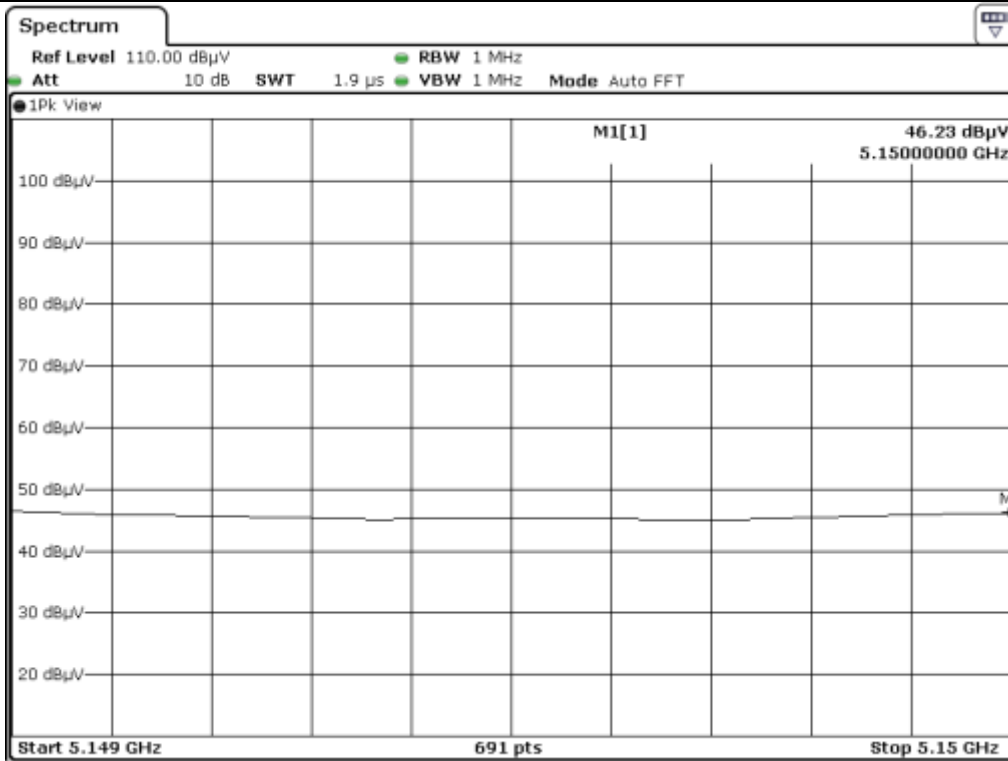 Spectrum
Ref Level 110.00 dBµV RBW 1 MHz
Att 10 dB SWT 1.9 µs VBW 1 MHz Mode Auto FFT
1Pk View
M1[1] 46.23 dBµV
5.15000000 GHz
100 dBµV
90 dBµV
80 dBµV
70 dBµV
60 dBµV
50 dBµV
M
40 dBµV
30 dBµV
20 dBµV
Start 5.149 GHz 691 pts Stop 5.15 GHz